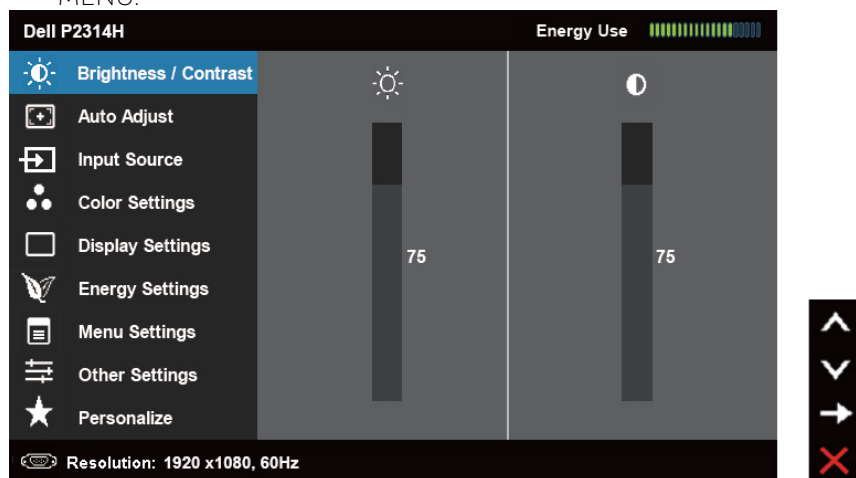 MENU.
Dell P2314H Energy Use
Brightness / Contrast
Auto Adjust
Input Source
Color Settings
Display Settings
75 75
Energy Settings
Menu Settings
Other Settings
Personalize
Resolution: 1920 x1080, 60Hz